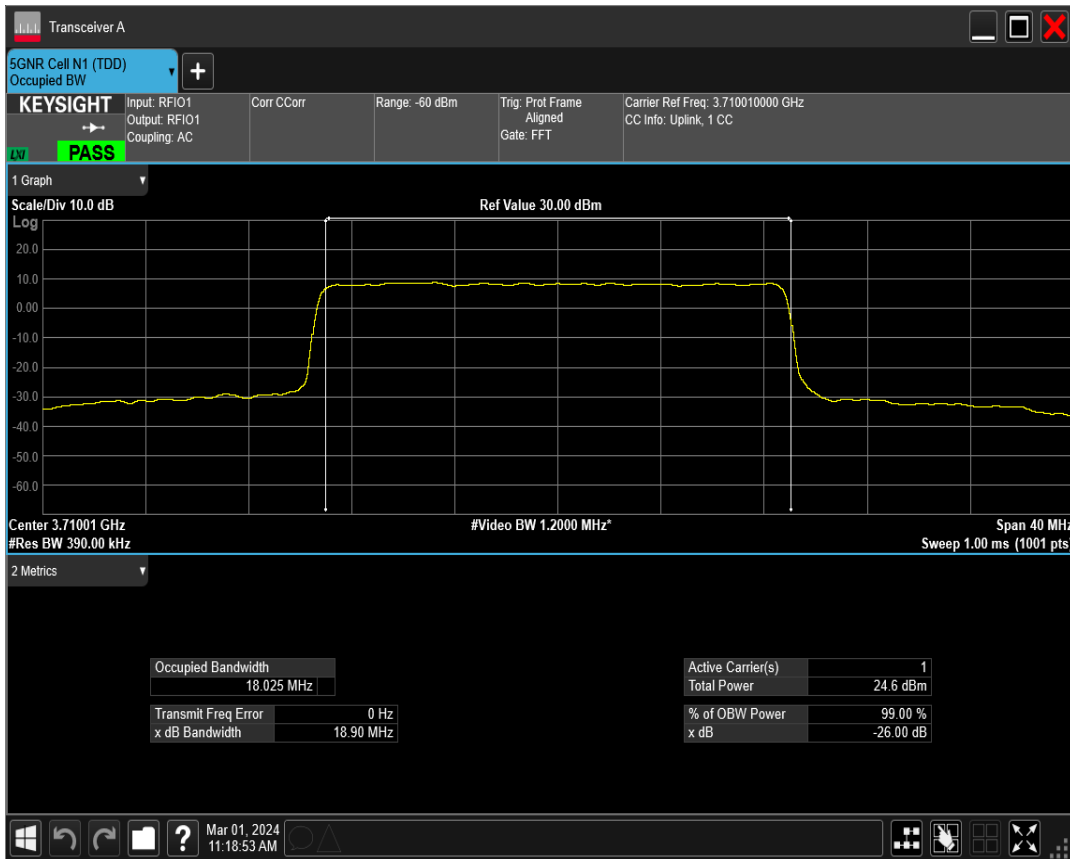 Transceiver A
5GNR Cell N1 (TDD)
Occupied BW
KEYSIGHT
LXI
PASS
Input: RFIO1
Output: RFIO1
Coupling: AC
Corr CCorr
Range: -60 dBm
Trig: Prot Frame
Aligned
Gate: FFT
Carrier Ref Freq: 3.710010000 GHz
CC Info: Uplink, 1 CC
1 Graph
Scale/Div 10.0 dB
Ref Value 30.00 dBm
Log
20.0
10.0
0.00
-10.0
-20.0
-30.0
-40.0
-50.0
-60.0
Center 3.71001 GHz
#Video BW 1.2000 MHz*
Span 40 MHz
#Res BW 390.00 kHz
Sweep 1.00 ms (1001 pts)
2 Metrics
Occupied Bandwidth
18.025 MHz
Transmit Freq Error 0 Hz
x dB Bandwidth 18.90 MHz
Active Carrier(s) 1
Total Power 24.6 dBm
% of OBW Power 99.00 %
x dB -26.00 dB
?
Mar 01, 2024
11:18:53 AM